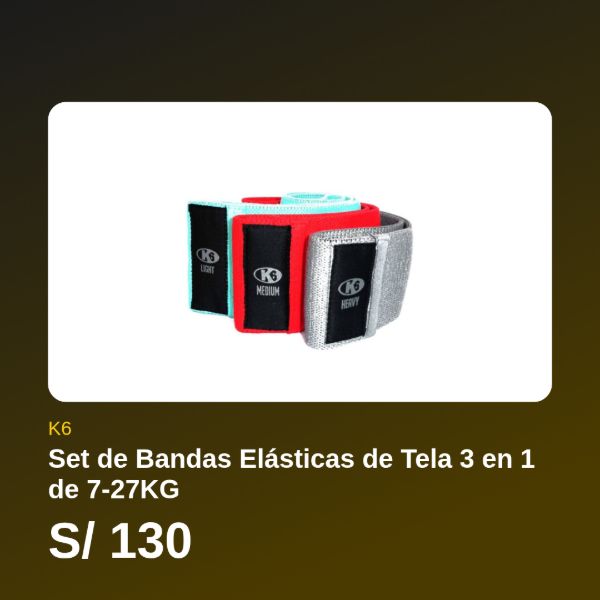 K6
LIGHT
K6
MEDIUM
K6
HEAVY
K6
Set de Bandas Elásticas de Tela 3 en 1
de 7-27KG
S/ 130